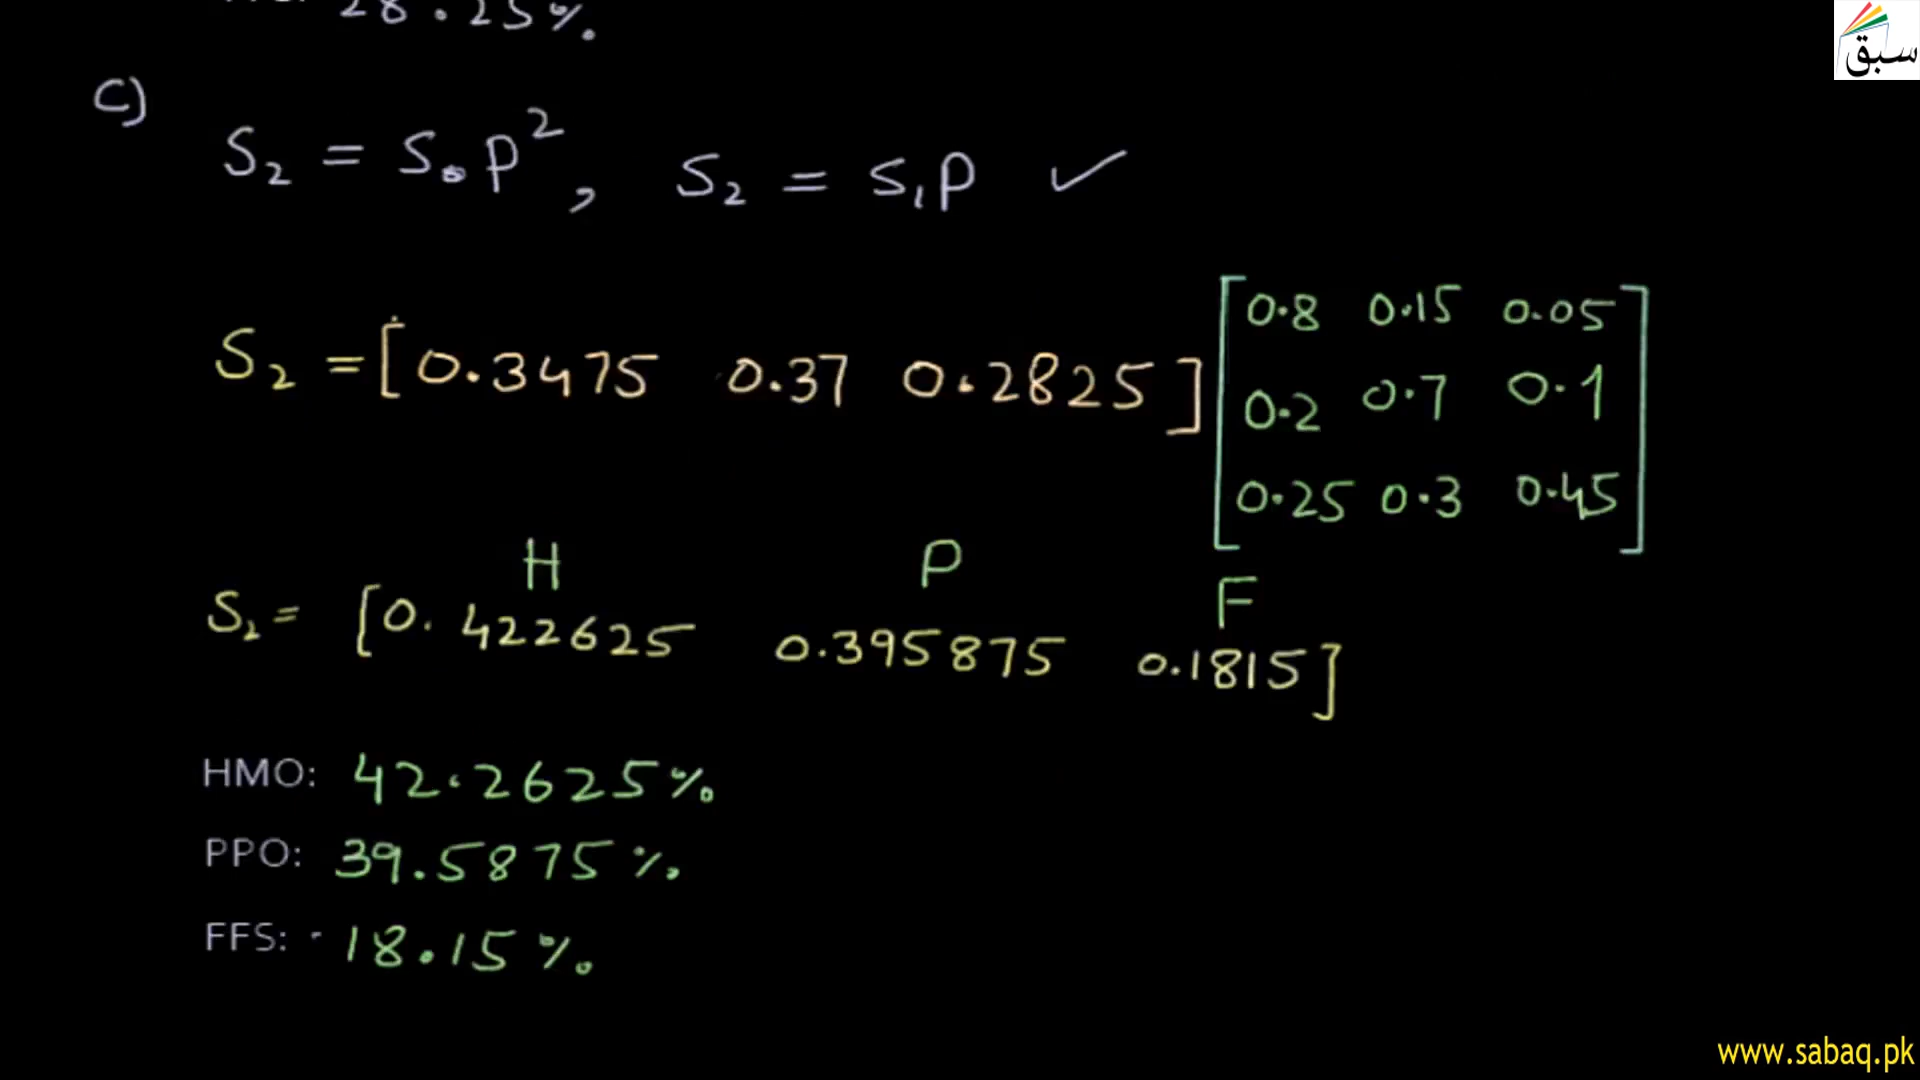 28.25%.
سبق
c)
S₂ = S₀P², S₂ = S₁P ✓
S₂ = [0.3475 0.37 0.2825] [0.8 0.15 0.05
0.2 0.7 0.1
0.25 0.3 0.45]
H P F
S₂ = [0.422625 0.395875 0.1815]
HMO: 42.2625%.
PPO: 39.5875%.
FFS: 18.15%.
www.sabaq.pk